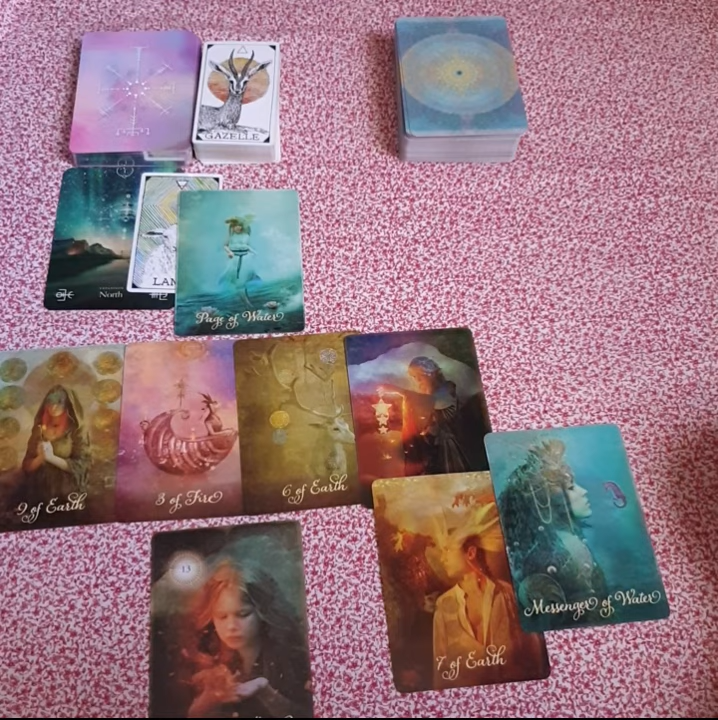 GAZELLE
North
LAN
Page of Water
9 of Earth
3 of Fire
6 of Earth
13
7 of Earth
Messenger of Water